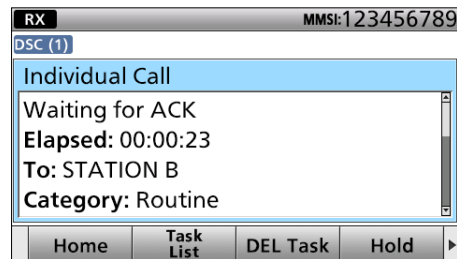 RX MMSI:123456789
DSC (1)
Individual Call
Waiting for ACK
Elapsed: 00:00:23
To: STATION B
Category: Routine
Home Task List DEL Task Hold